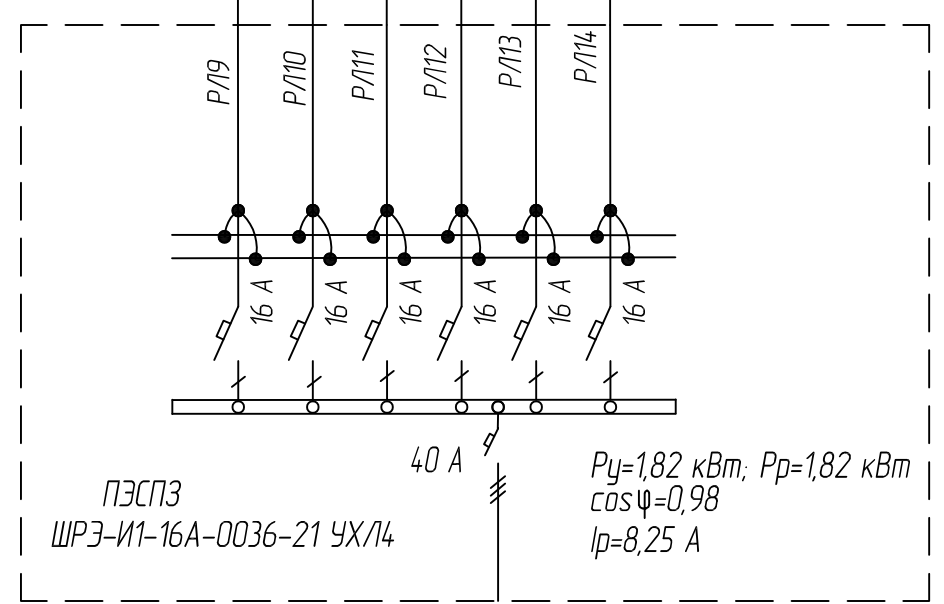 РЛ9
РЛ10
РЛ11
РЛ12
РЛ13
РЛ14
16 А
16 А
16 А
16 А
16 А
16 А
40 А
Ру=1,82 кВт; Рр=1,82 кВт
cosφ=0,98
Iр=8,25 А
ПЭСПЗ
ШРЭ-И1-16А-0036-21 УХЛ4